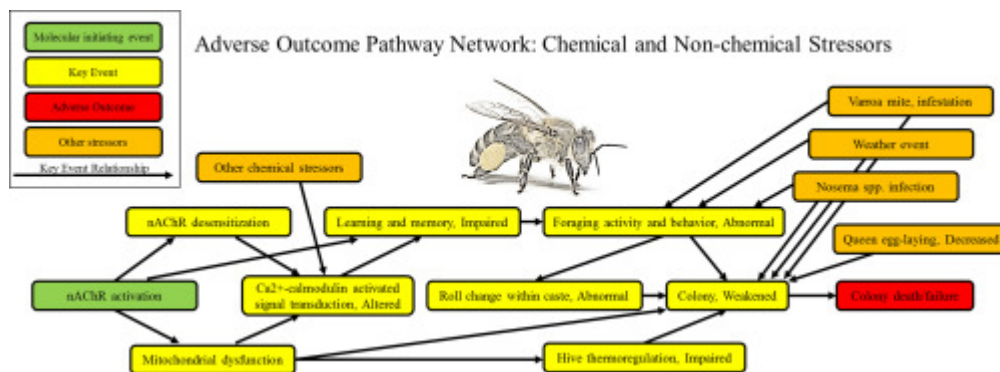 Molecular initiating event
Key Event
Adverse Outcome
Other stressors
Key Event Relationship
Adverse Outcome Pathway Network: Chemical and Non-chemical Stressors
Varroa mite, infestation
Weather event
Other chemical stressors
Nosema spp. infection
nAChR desensitization
Learning and memory, Impaired
Foraging activity and behavior, Abnormal
Queen egg-laying, Decreased
nAChR activation
Ca2+-calmodulin activated
signal transduction, Altered
Roll change within caste, Abnormal
Colony, Weakened
Colony death/failure
Mitochondrial dysfunction
Hive thermoregulation, Impaired